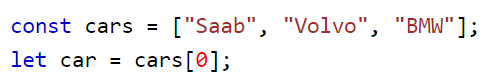 const cars = ["Saab", "Volvo", "BMW"];
let car = cars[0];